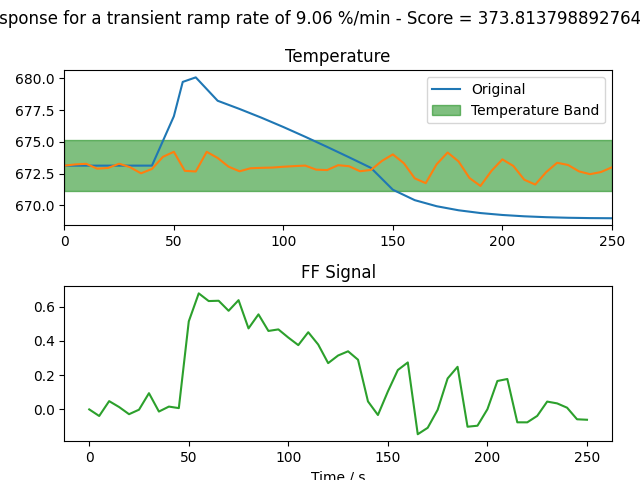 sponse for a transient ramp rate of 9.06 %/min - Score = 373.813798892764
Temperature
680.0
677.5
675.0
672.5
670.0
Original
Temperature Band
0 50 100 150 200 250
FF Signal
0.6
0.4
0.2
0.0
0 50 100 150 200 250
Time / s